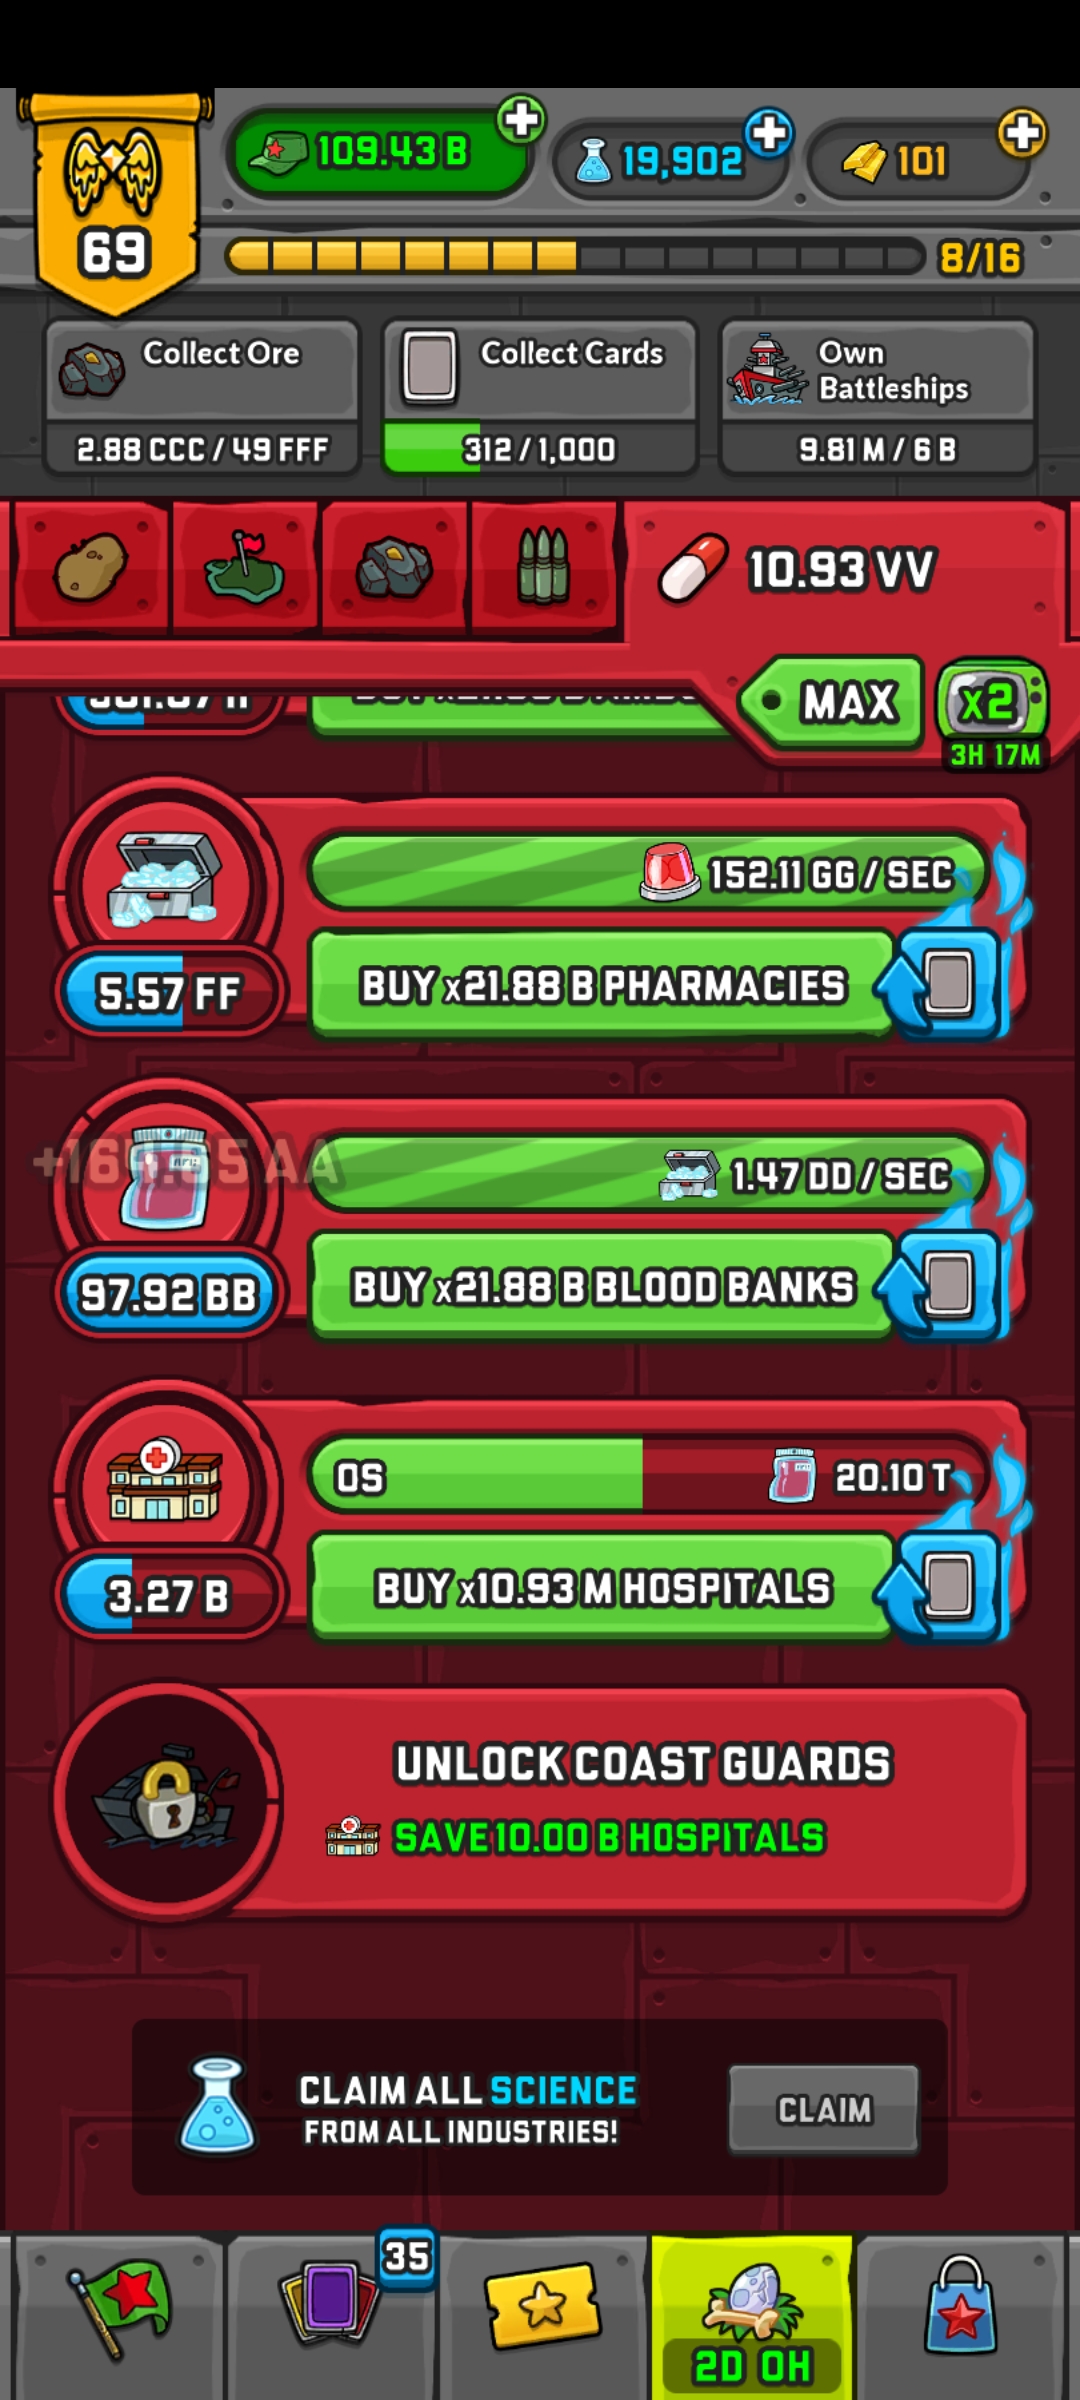 69
109.43 B
19,902
101
8/16
Collect Ore
2.88 CCC / 49 FFF
Collect Cards
312 / 1,000
Own
Battleships
9.81 M / 6 B
10.93 VV
MAX
x2
3H 17M
152.11 GG / SEC
5.57 FF
BUY x21.88 B PHARMACIES
1.47 DD / SEC
97.92 BB
BUY x21.88 B BLOOD BANKS
0S
20.10 T
3.27 B
BUY x10.93 M HOSPITALS
UNLOCK COAST GUARDS
SAVE 10.00 B HOSPITALS
CLAIM ALL SCIENCE
FROM ALL INDUSTRIES!
CLAIM
35
2D 0H